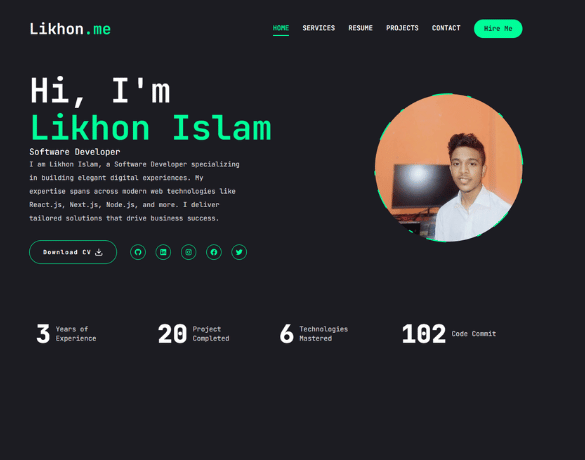 Likhon.me
HOME SERVICES RESUME PROJECTS CONTACT Hire Me
Hi, I'm
Likhon Islam
Software Developer
I am Likhon Islam, a Software Developer specializing
in building elegant digital experiences. My
expertise spans across modern web technologies like
React.js, Next.js, Node.js, and more. I deliver
tailored solutions that drive business success.
Download CV
3 Years of
Experience
20 Project
Completed
6 Technologies
Mastered
102 Code Commit